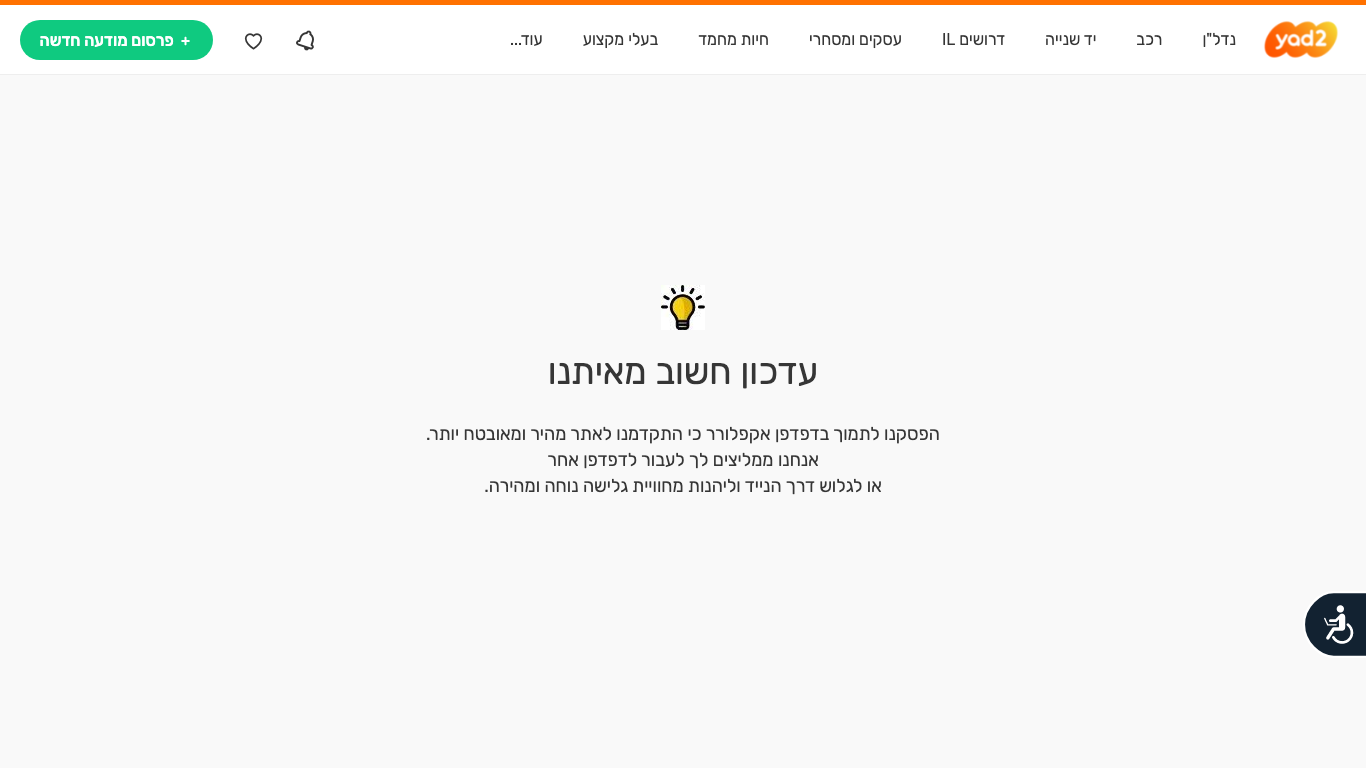 yad2
נדל"ן
רכב
יד שנייה
דרושים IL
עסקים ומסחרי
חיות מחמד
בעלי מקצוע
עוד...
+ פרסום מודעה חדשה
עדכון חשוב מאיתנו
הפסקנו לתמוך בדפדפן אקפלורר כי התקדמנו לאתר מהיר ומאובטח יותר.
אנחנו ממליצים לך לעבור לדפדפן אחר
או לגלוש דרך הנייד וליהנות מחוויית גלישה נוחה ומהירה.